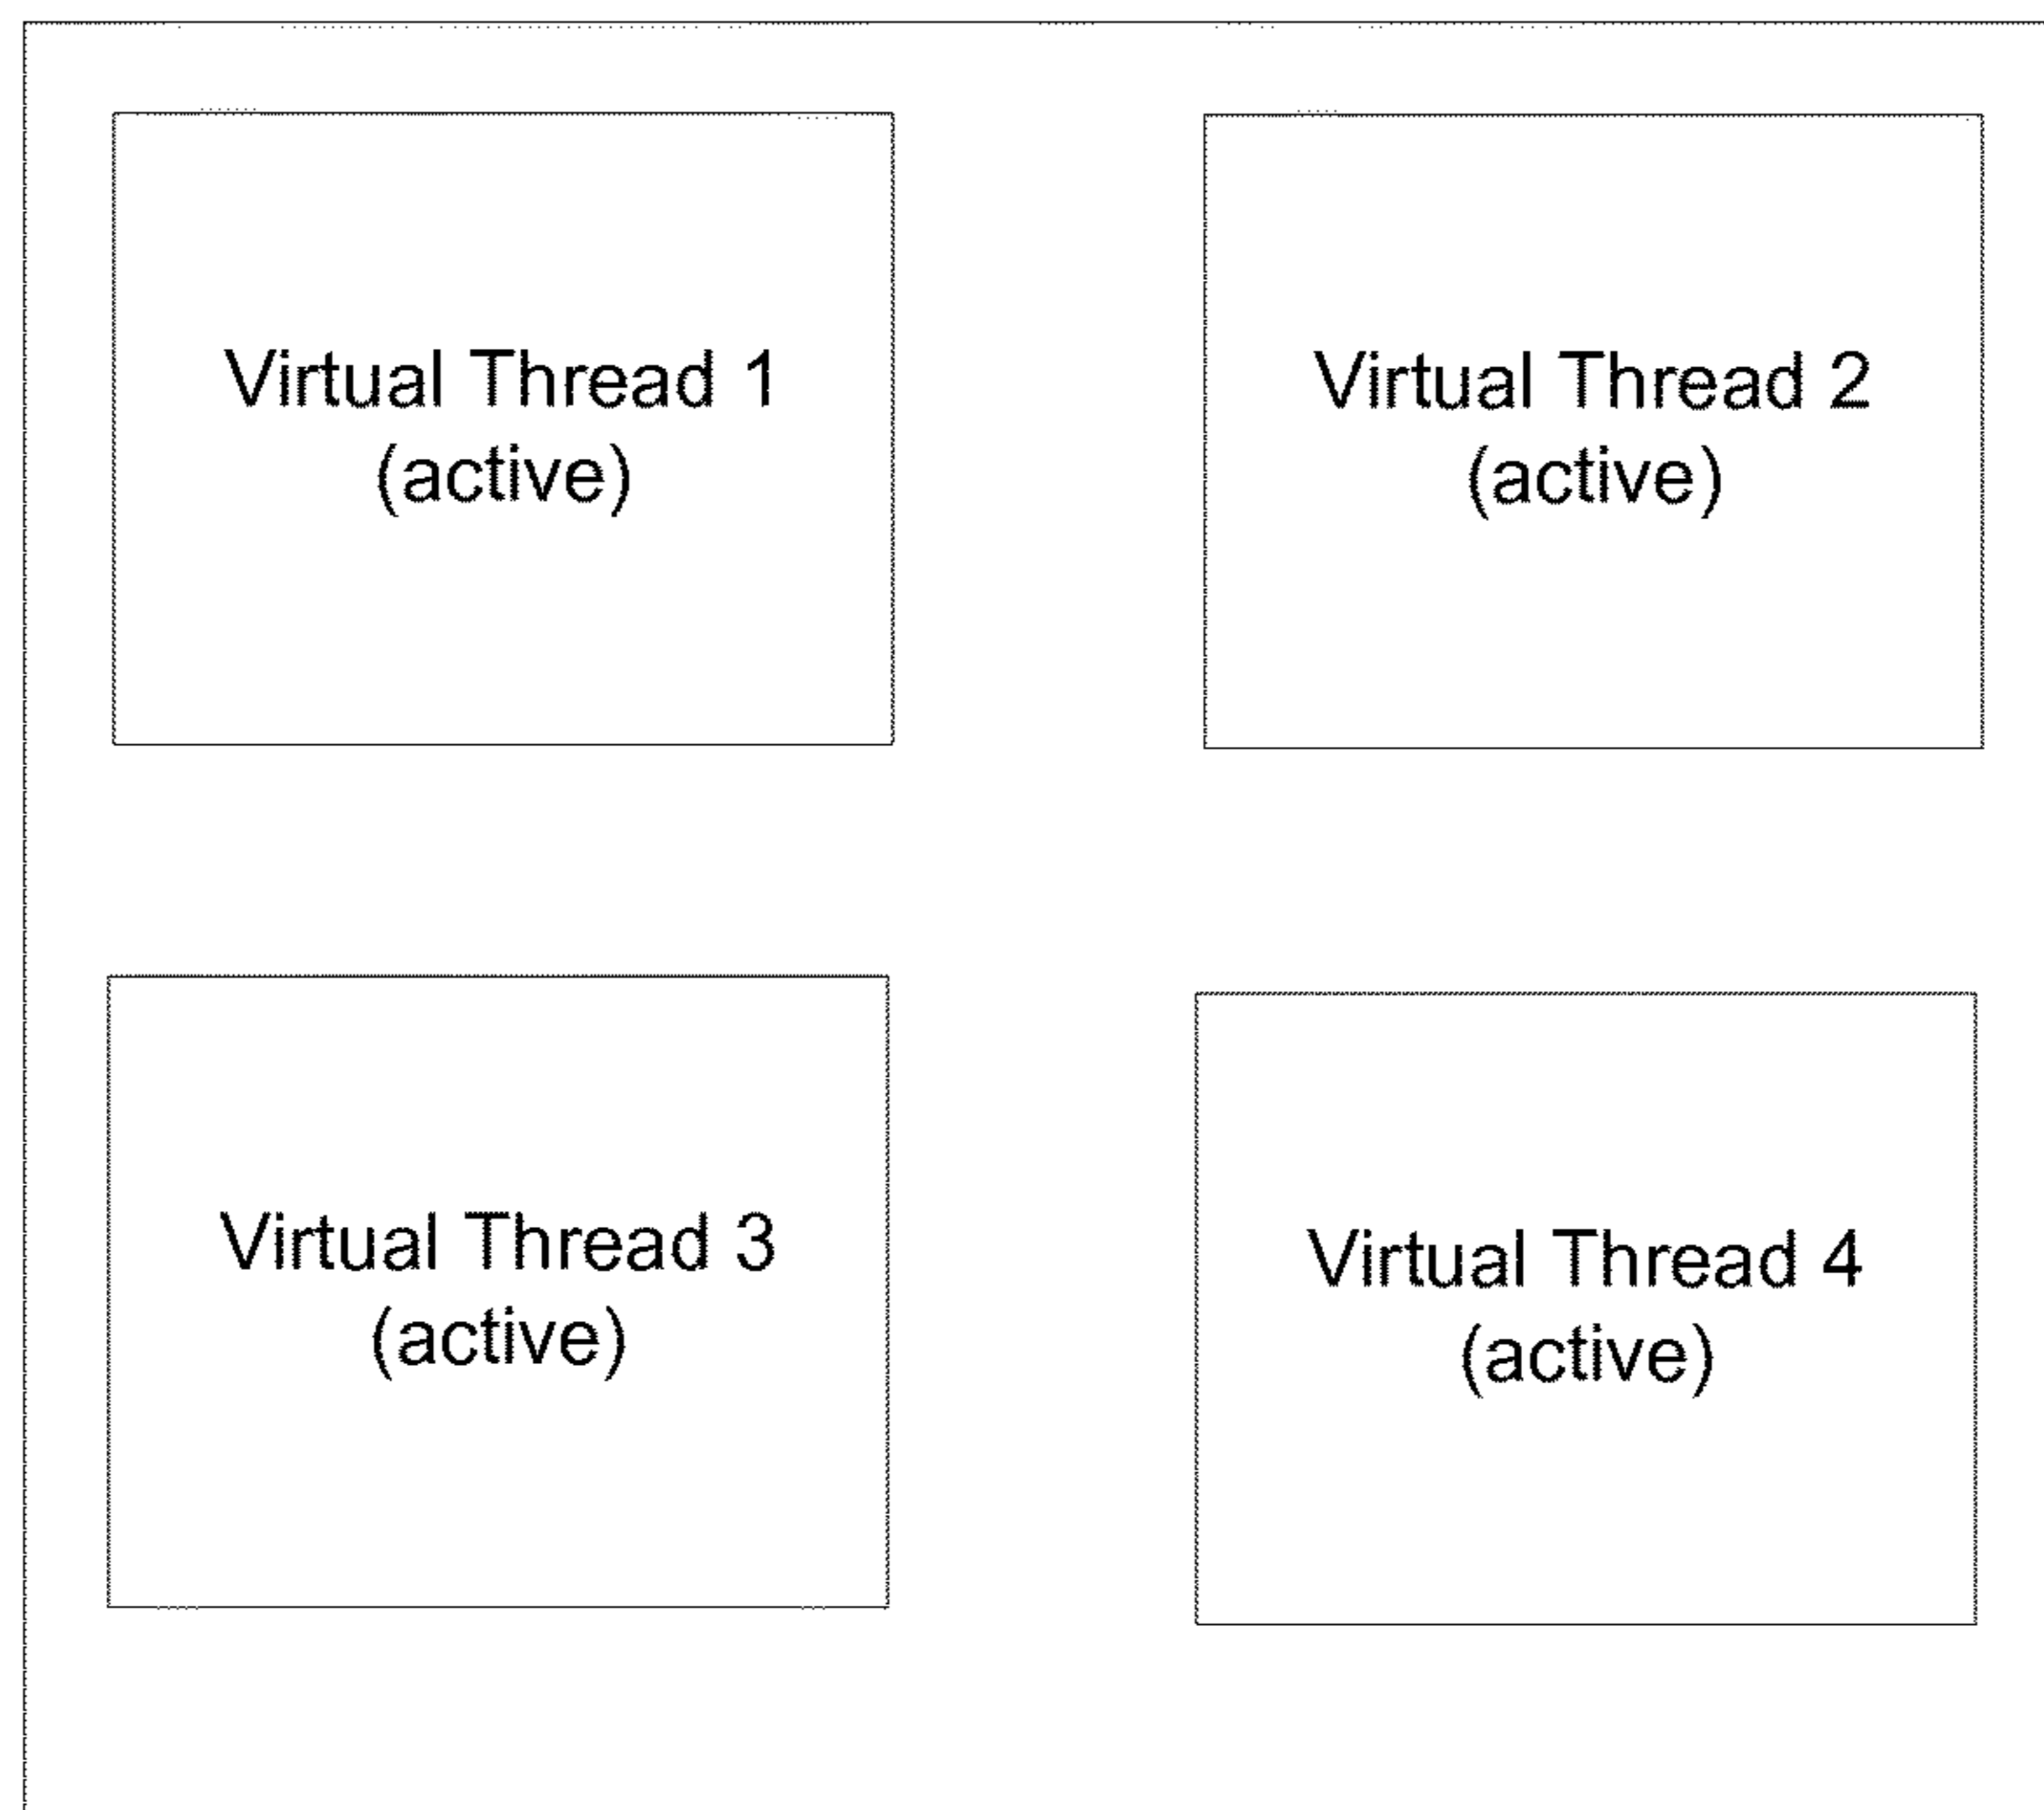 Virtual Thread 1
(active)
Virtual Thread 2
(active)
Virtual Thread 3
(active)
Virtual Thread 4
(active)